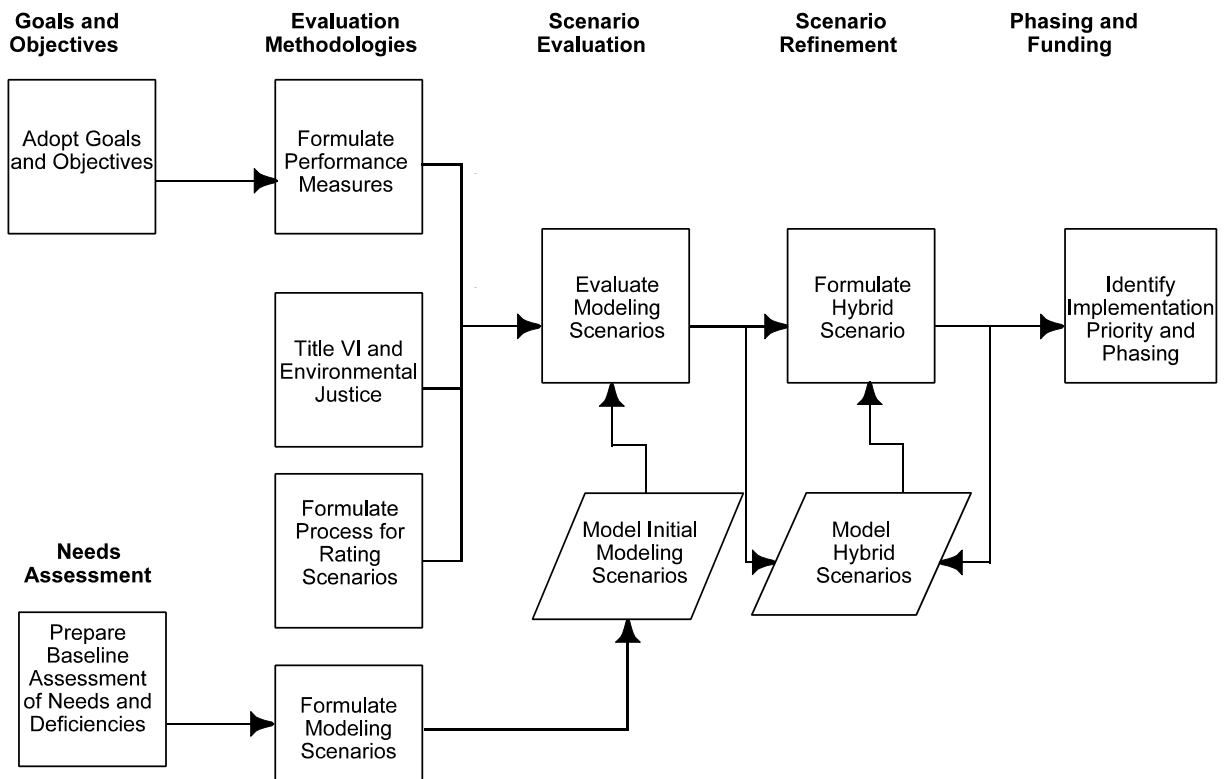 Goals and
Objectives
Evaluation
Methodologies
Scenario
Evaluation
Scenario
Refinement
Phasing and
Funding
Adopt Goals
and Objectives
Formulate
Performance
Measures
Title VI and
Environmental
Justice
Formulate
Process for
Rating
Scenarios
Evaluate
Modeling
Scenarios
Formulate
Hybrid
Scenario
Identify
Implementation
Priority and
Phasing
Model Initial
Modeling
Scenarios
Model
Hybrid
Scenarios
Needs
Assessment
Prepare
Baseline
Assessment
of Needs and
Deficiencies
Formulate
Modeling
Scenarios